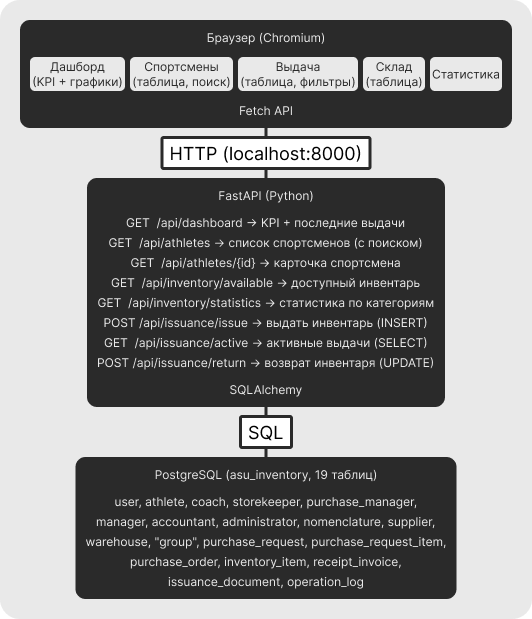 Браузер (Chromium)
Дашборд
(KPI + графики)
Спортсмены
(таблица, поиск)
Выдача
(таблица, фильтры)
Склад
(таблица)
Статистика
Fetch API
HTTP (localhost:8000)
FastAPI (Python)
GET /api/dashboard → KPI + последние выдачи
GET /api/athletes → список спортсменов (с поиском)
GET /api/athletes/{id} → карточка спортсмена
GET /api/inventory/available → доступный инвентарь
GET /api/inventory/statistics → статистика по категориям
POST /api/issuance/issue → выдать инвентарь (INSERT)
GET /api/issuance/active → активные выдачи (SELECT)
POST /api/issuance/return → возврат инвентаря (UPDATE)
SQLAlchemy
SQL
PostgreSQL (asu_inventory, 19 таблиц)
user, athlete, coach, storekeeper, purchase_manager,
manager, accountant, administrator, nomenclature, supplier,
warehouse, "group", purchase_request, purchase_request_item,
purchase_order, inventory_item, receipt_invoice,
issuance_document, operation_log